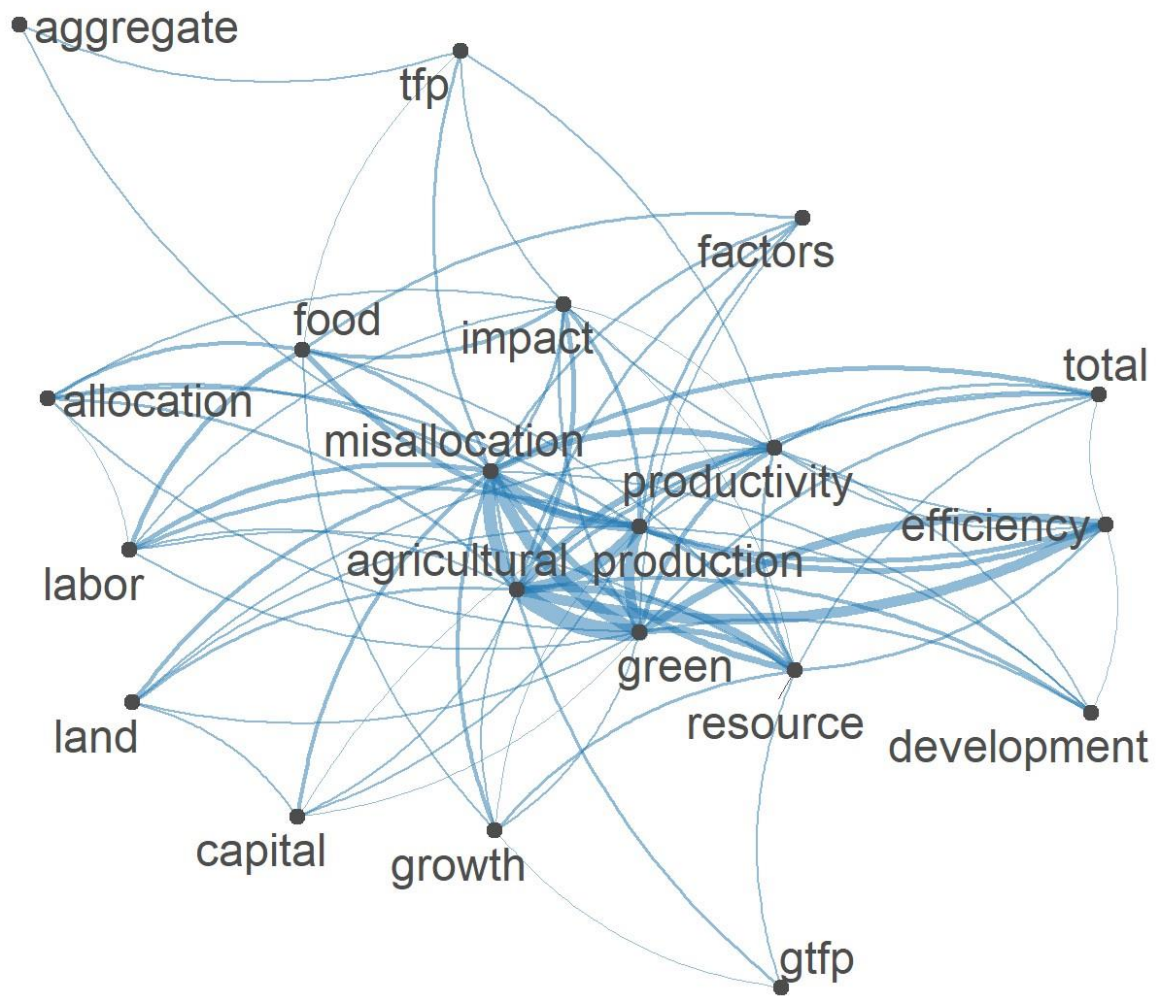 aggregate
tfp
factors
food
impact
total
allocation
misallocation
productivity
efficiency
agricultural
production
labor
green
resource
land
development
capital
growth
gtfp